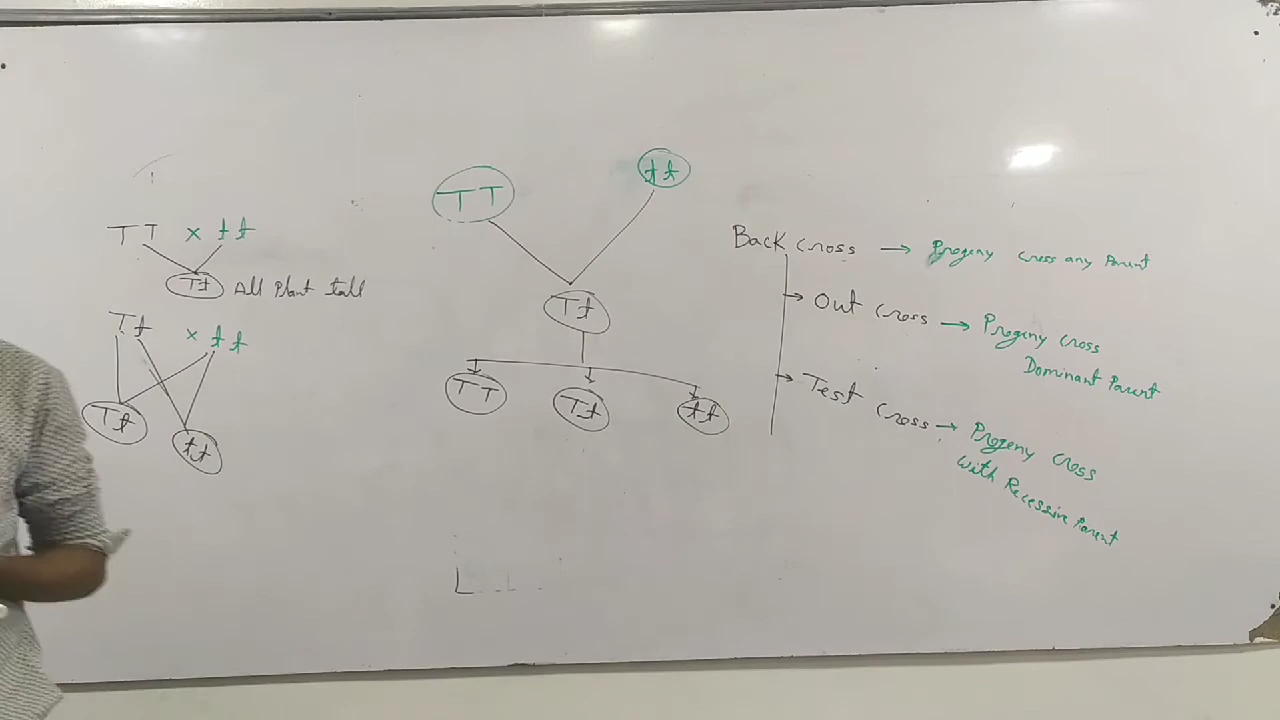 TT × tt
Tt All Plant tall
Tt × tt
Tt tt
TT tt
Tt
TT Tt tt
Back cross → Progeny cross any Parent
→ Out cross → Progeny cross
Dominant Parent
→ Test cross → Progeny cross
with Recessive Parent